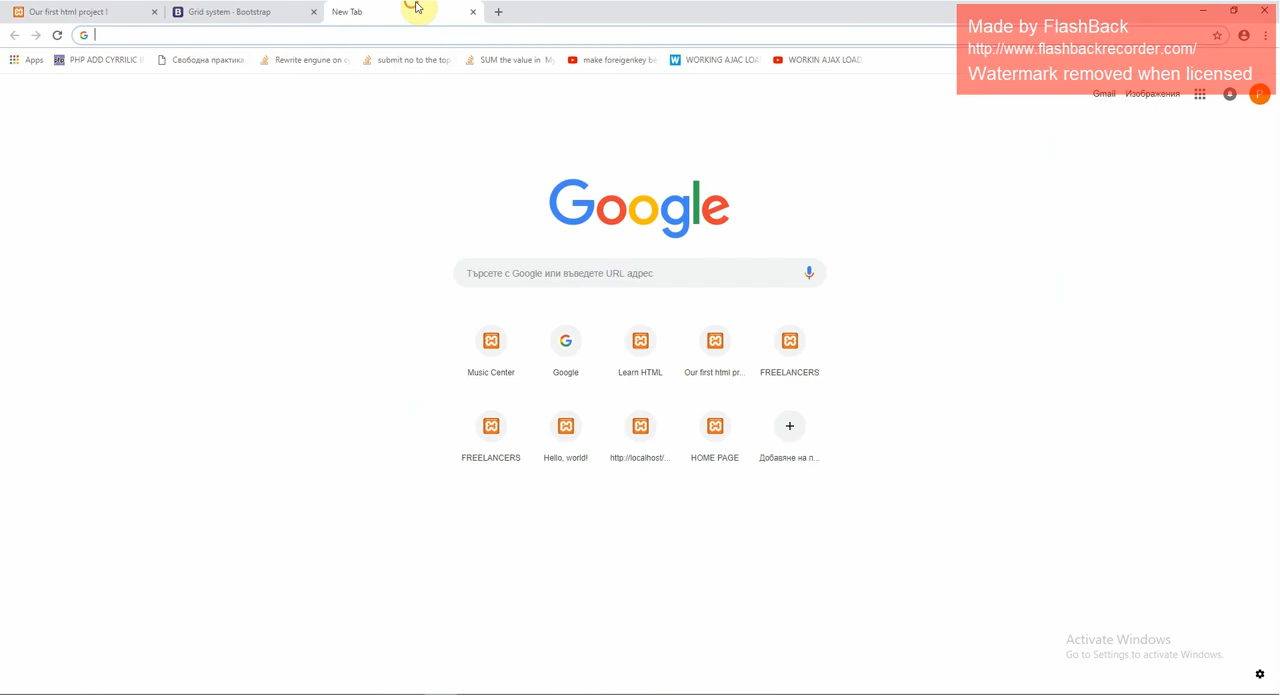 Our first html project !
Grid system - Bootstrap
New Tab
Made by FlashBack
http://www.flashbackrecorder.com/
Watermark removed when licensed
Apps
PHP ADD CYRRILIC
Свободна практика
Rewrite engune on
submit no to the top
SUM the value in
make foreigenkey be
WORKING AJAC LOA
WORKIN AJAX LOAD
Gmail
Изображения
P
Google
Търсете с Google или въведете URL адрес
Music Center
Google
Learn HTML
Our first html pr...
FREELANCERS
FREELANCERS
Hello, world!
http://localhost/...
HOME PAGE
Добавяне на п...
Activate Windows
Go to Settings to activate Windows.